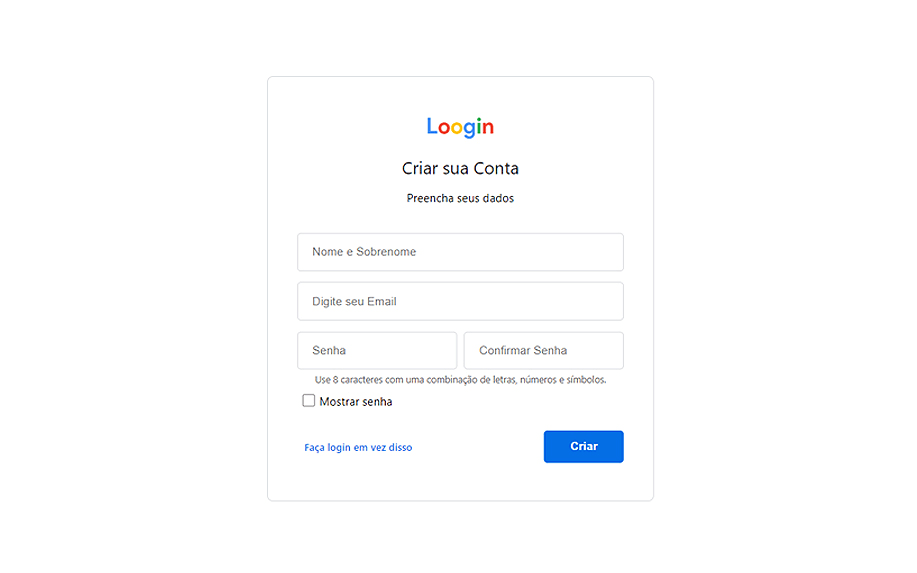 Loogin
Criar sua Conta
Preencha seus dados
Nome e Sobrenome
Digite seu Email
Senha
Confirmar Senha
Use 8 caracteres com uma combinação de letras, números e símbolos.
Mostrar senha
Faça login em vez disso
Criar